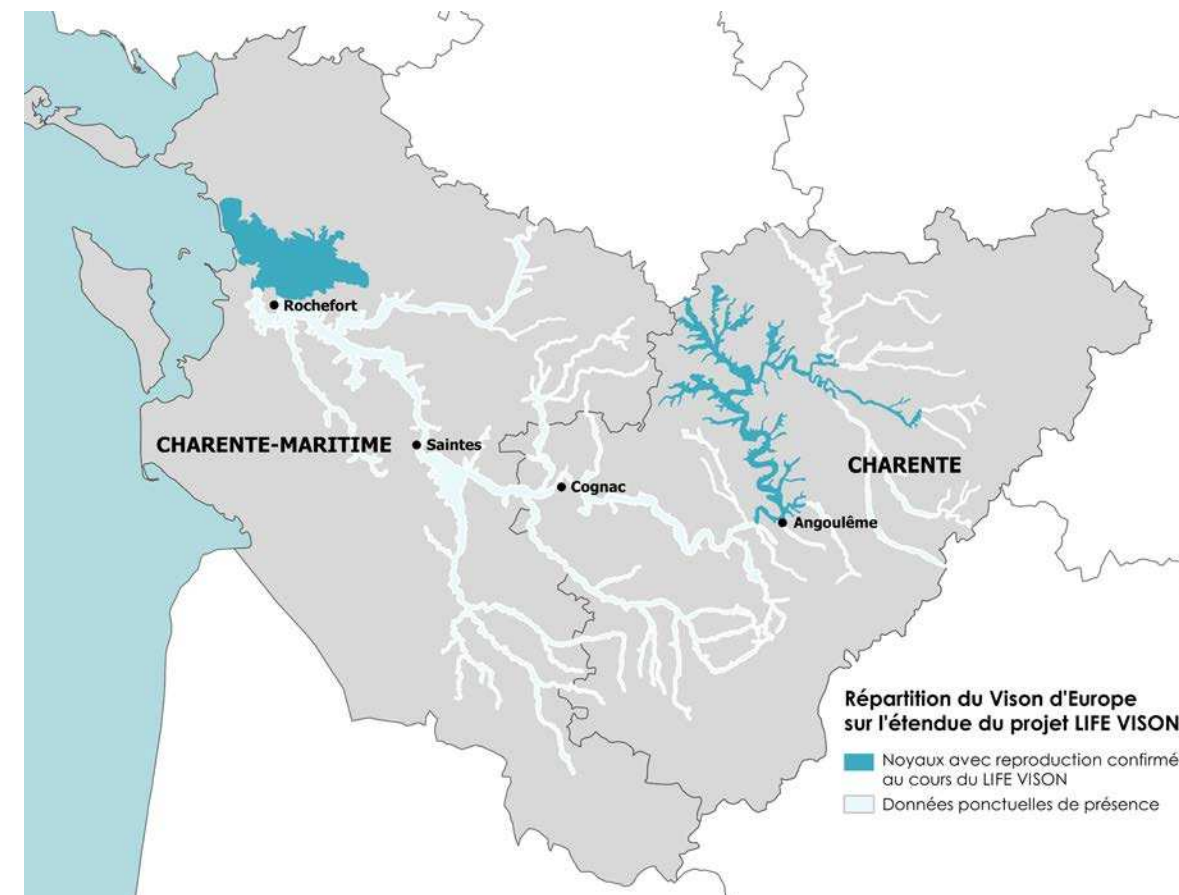 Rochefort
CHARENTE-MARITIME
Saintes
CHARENTE
Cognac
Angoulême
Répartition du Vison d'Europe
sur l'étendue du projet LIFE VISON
Noyaux avec reproduction confirmé
au cours du LIFE VISON
Données ponctuelles de présence